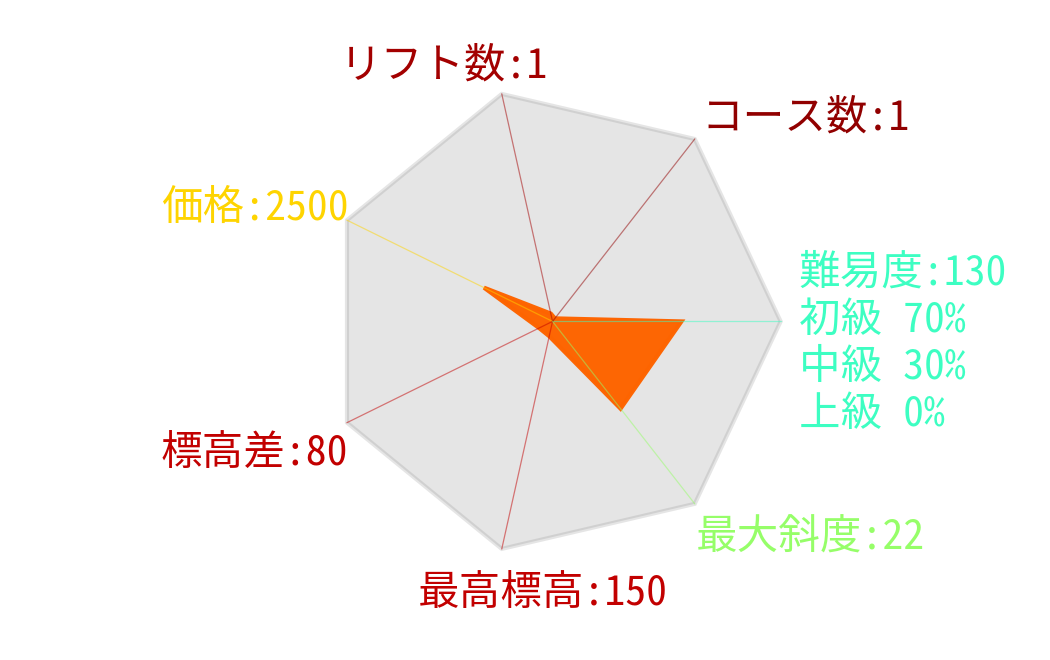 リフト数:1
コース数:1
価格:2500
難易度:130
初級 70%
中級 30%
上級 0%
標高差:80
最大斜度:22
最高標高:150